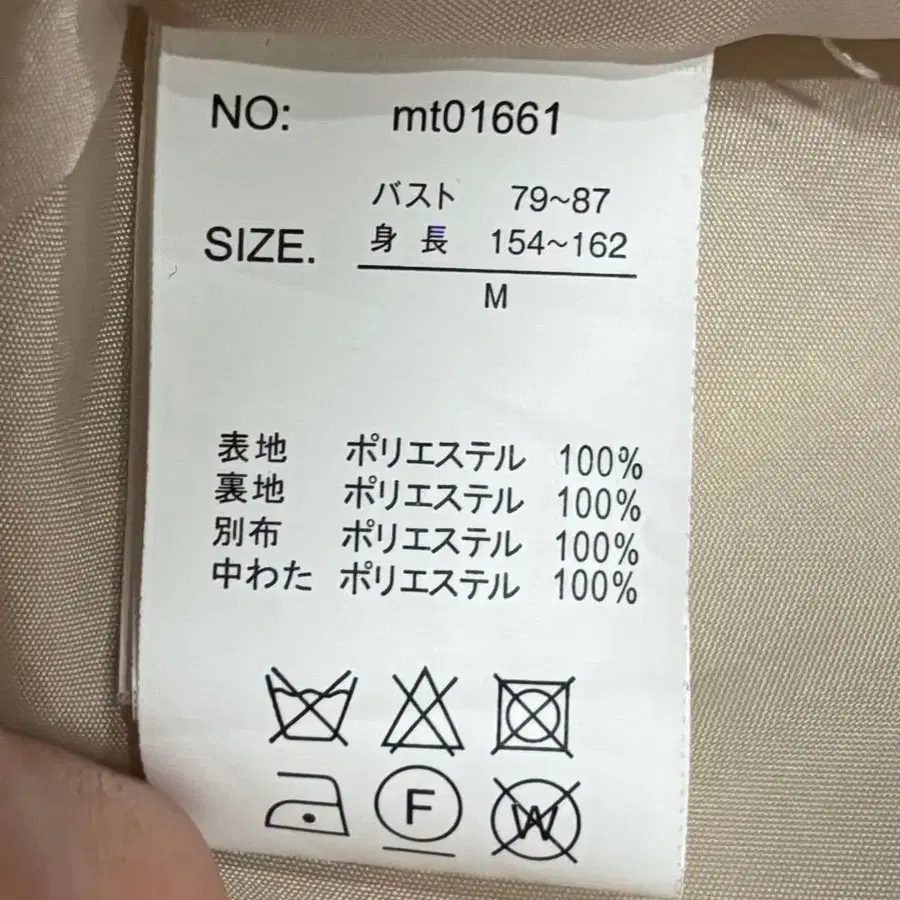 NO: mt01661
バスト 79~87
SIZE. 身長 154~162
M
表地 ポリエステル 100%
裏地 ポリエステル 100%
別布 ポリエステル 100%
中わた ポリエステル 100%
F
W